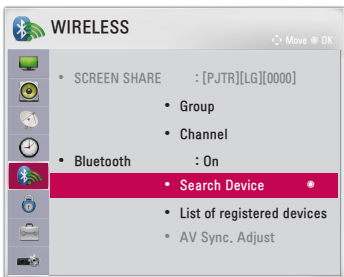 WIRELESS
Move ◉ OK
• SCREEN SHARE : [PJTR][LG][0000]
• Group
• Channel
• Bluetooth : On
• Search Device ◉
• List of registered devices
• AV Sync. Adjust